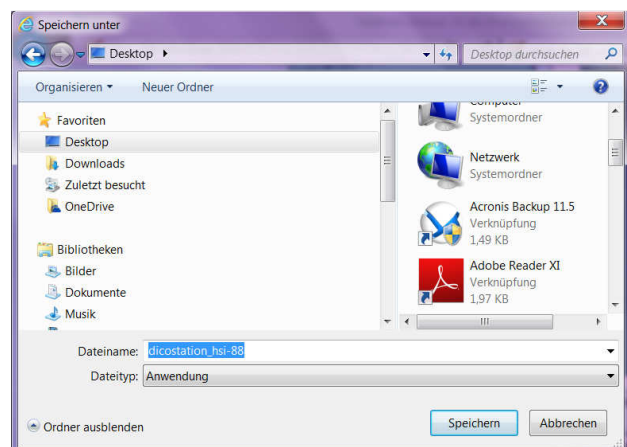 Speichern unter
Desktop
Desktop durchsuchen
Organisieren
Neuer Ordner
Favoriten
Desktop
Downloads
Zuletzt besucht
OneDrive
Bibliotheken
Bilder
Dokumente
Musik
Computer
Systemordner
Netzwerk
Systemordner
Acronis Backup 11.5
Verknüpfung
1,49 KB
Adobe Reader XI
Verknüpfung
1,97 KB
Dateiname: dicostation_hsi-88
Dateityp: Anwendung
Ordner ausblenden
Speichern
Abbrechen